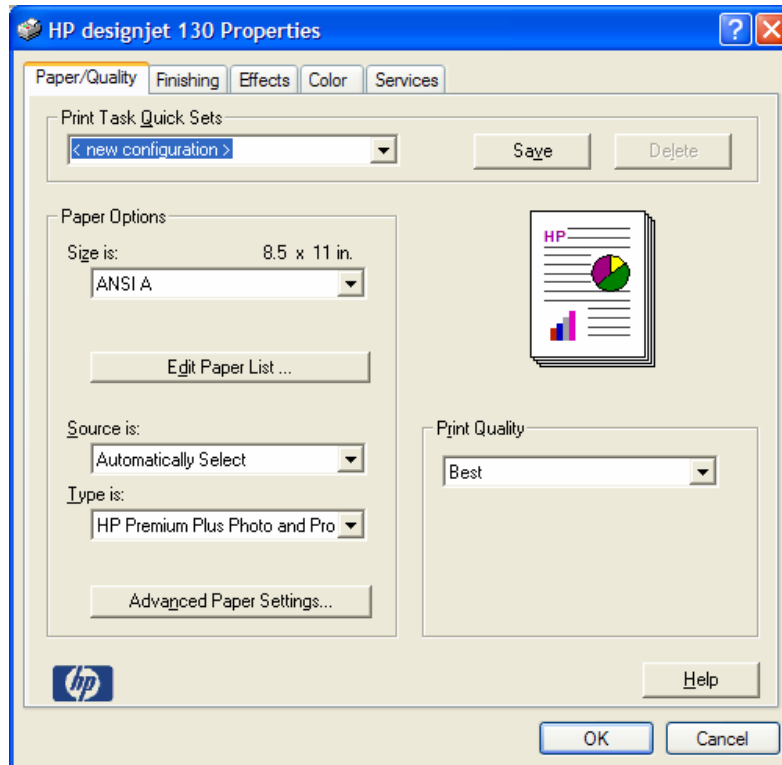 HP designjet 130 Properties
Paper/Quality Finishing Effects Color Services
Print Task Quick Sets
< new configuration > Save Delete
Paper Options
Size is: 8.5 x 11 in.
ANSI A
Edit Paper List ...
Source is:
Automatically Select
Type is:
HP Premium Plus Photo and Pro
Advanced Paper Settings...
HP
Print Quality
Best
hp
Help
OK Cancel